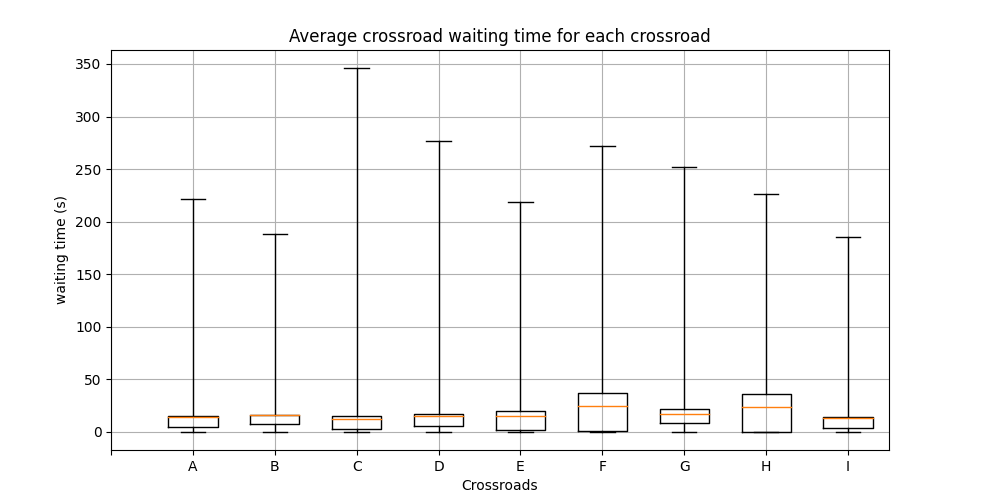 Average crossroad waiting time for each crossroad
waiting time (s)
350
300
250
200
150
100
50
0
A B C D E F G H I
Crossroads